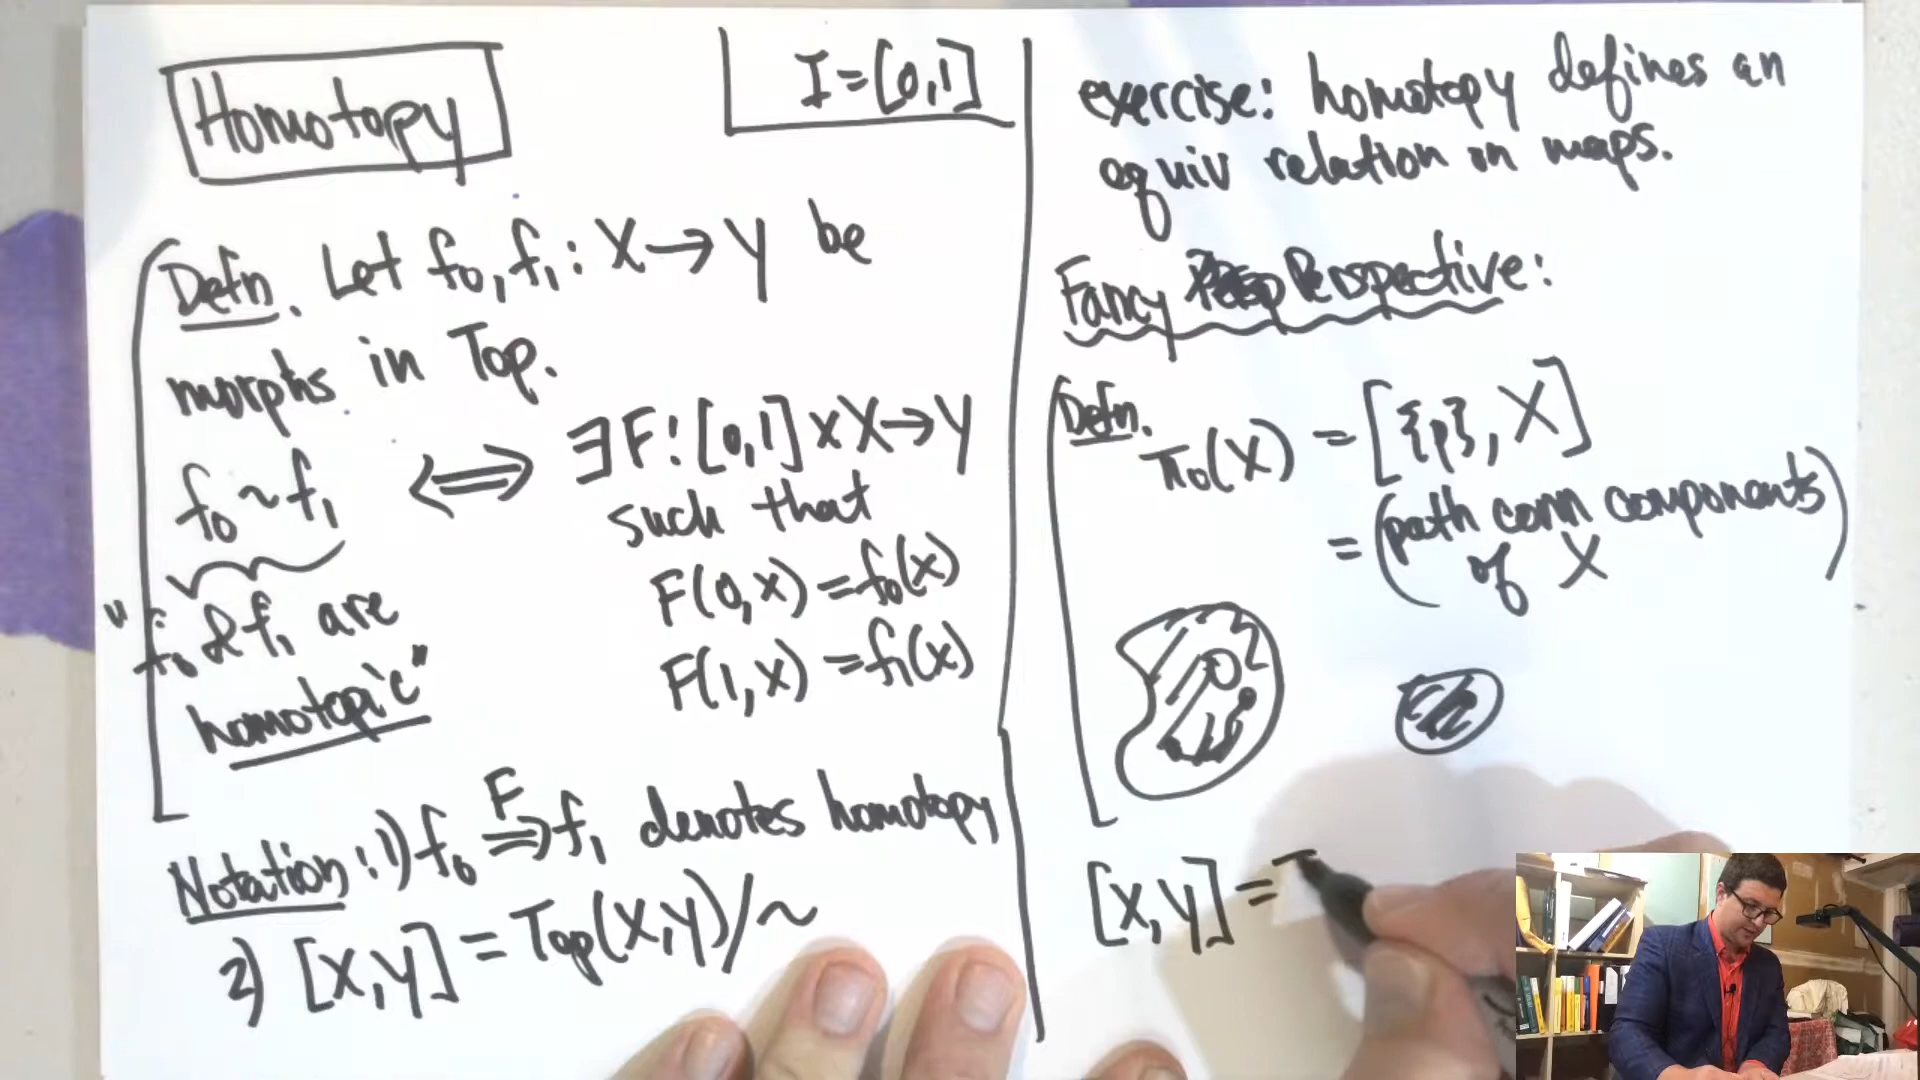 Homotopy
I = [0,1]
Defn. Let f₀, f₁ : X → Y be
morphs in Top.
f₀ ~ f₁ ⟺ ∃ F : [0,1] x X → Y
such that
F(0,x) = f₀(x)
F(1,x) = f₁(x)
"f₀ & f₁ are
homotopic"
Notation: 1) f₀ ⇒ f₁ denotes homotopy
F
2) [X,Y] = Top(X,Y)/~
exercise: homotopy defines an
equiv relation on maps.
Fancy Perspective:
Defn. π₀(X) = [{p}, X]
= (path conn components
of X)
[X,Y] =